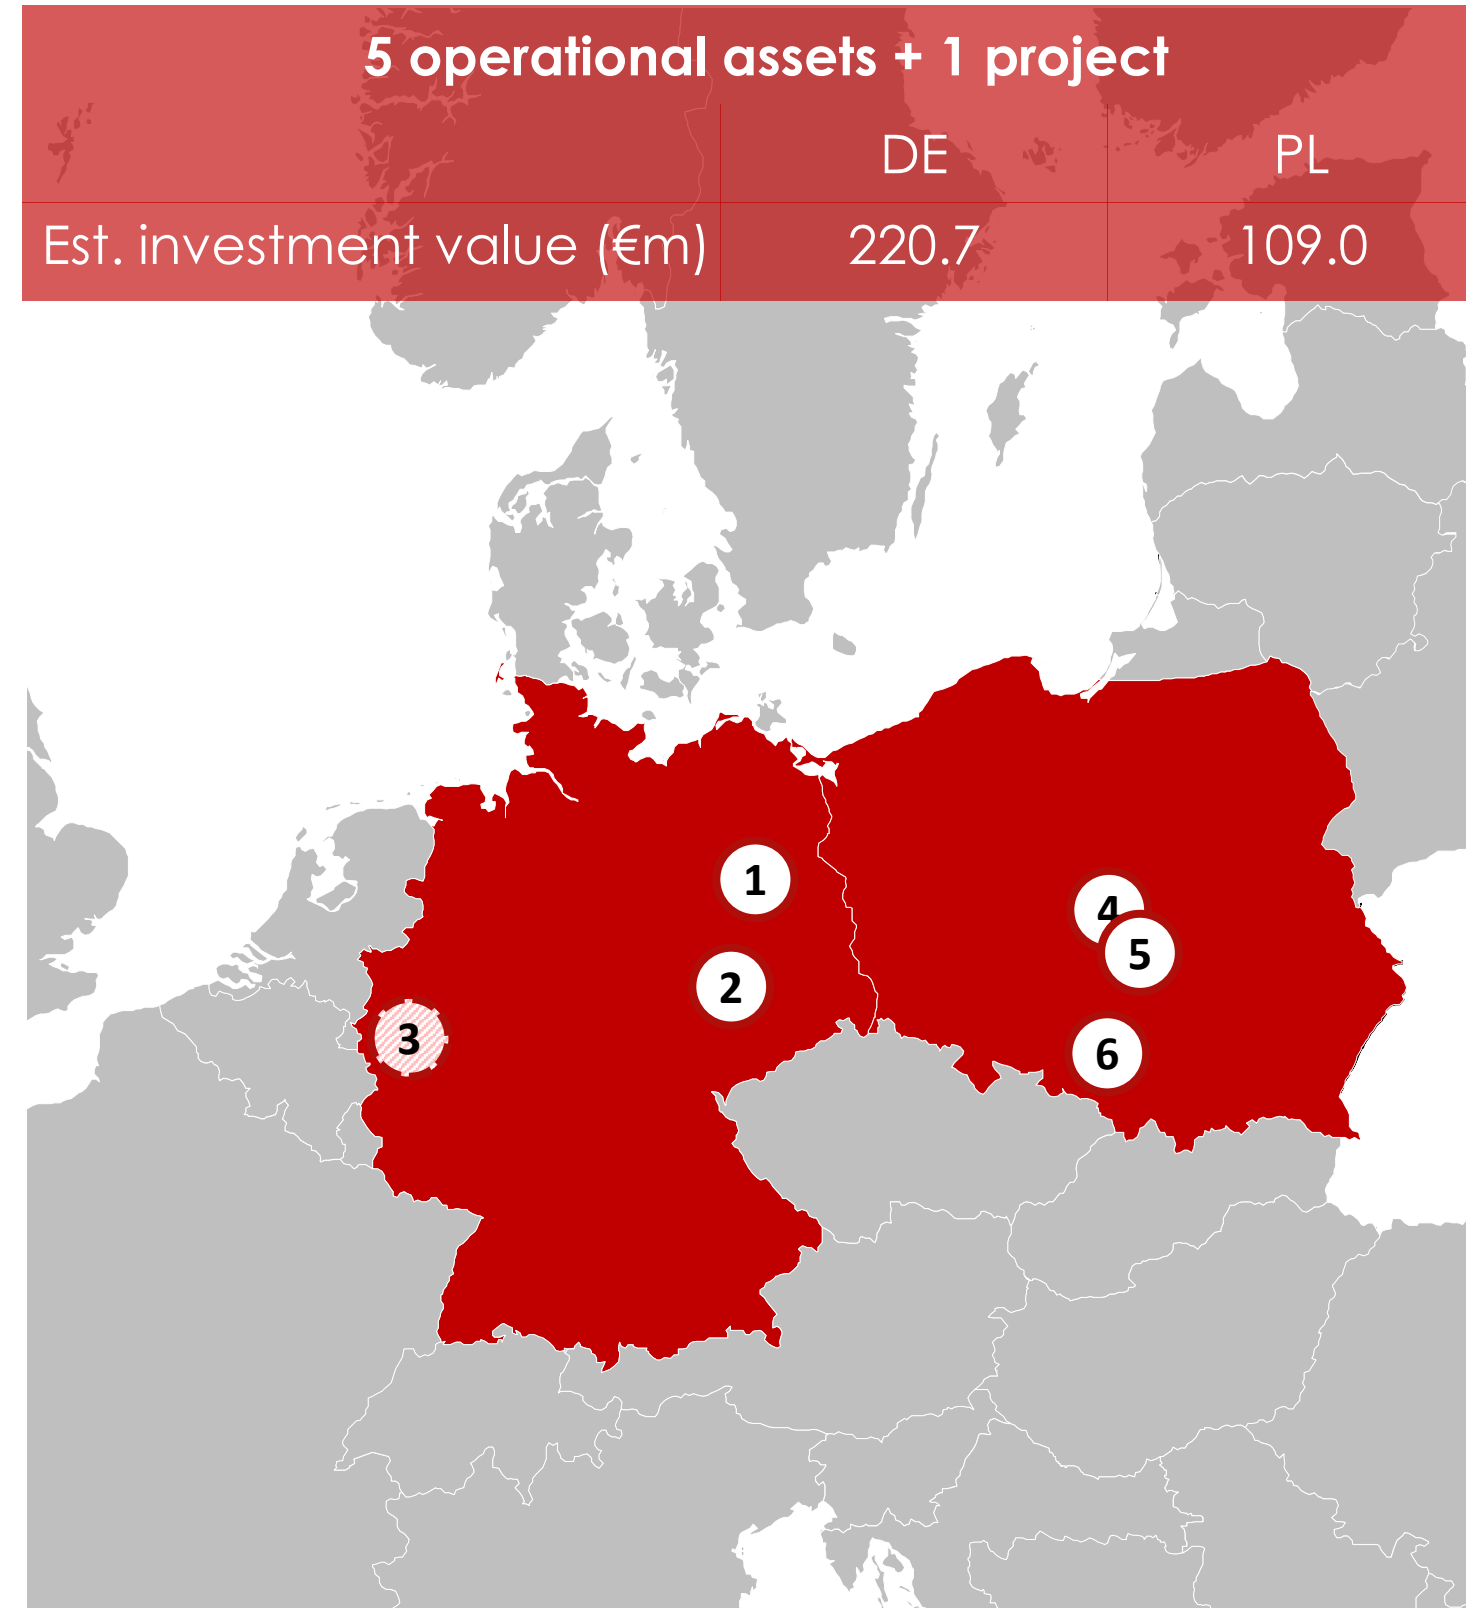 5 operational assets + 1 project
DE PL
Est. investment value (€m) 220.7 109.0
1
4
5
2
3
6